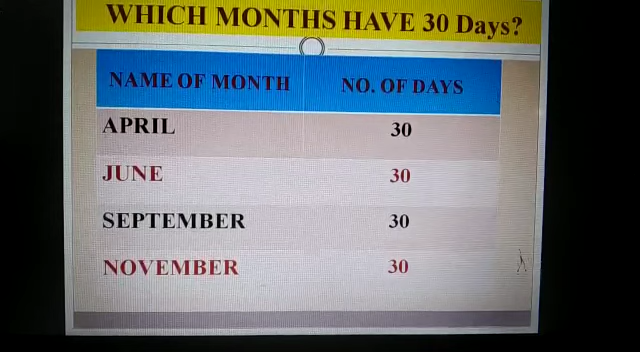 WHICH MONTHS HAVE 30 Days?
NAME OF MONTH NO. OF DAYS
APRIL 30
JUNE 30
SEPTEMBER 30
NOVEMBER 30